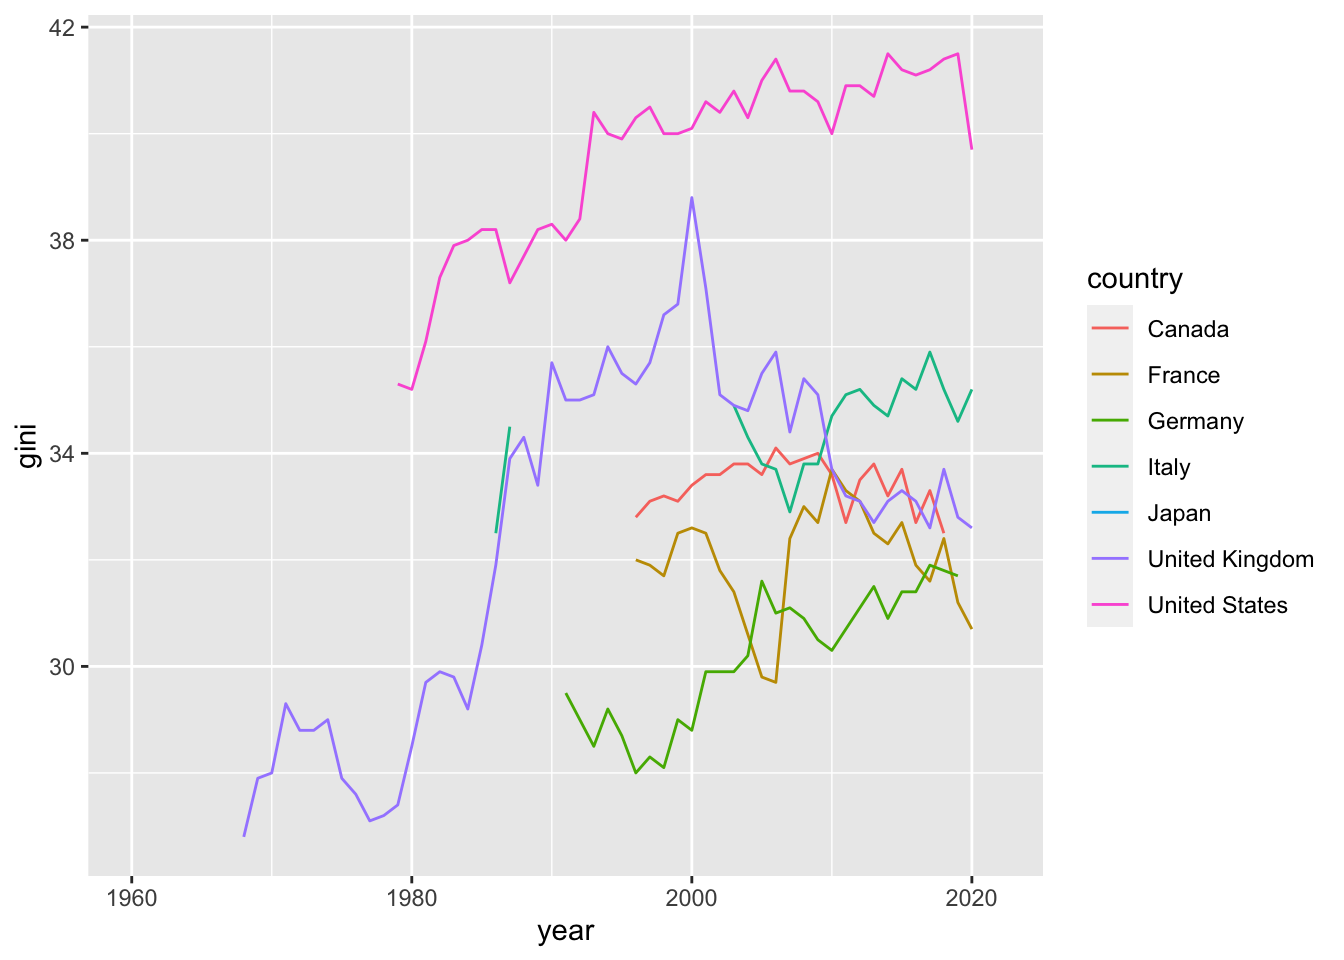 42
38
34
30
gini
1960
1980
2000
2020
year
country
Canada
France
Germany
Italy
Japan
United Kingdom
United States